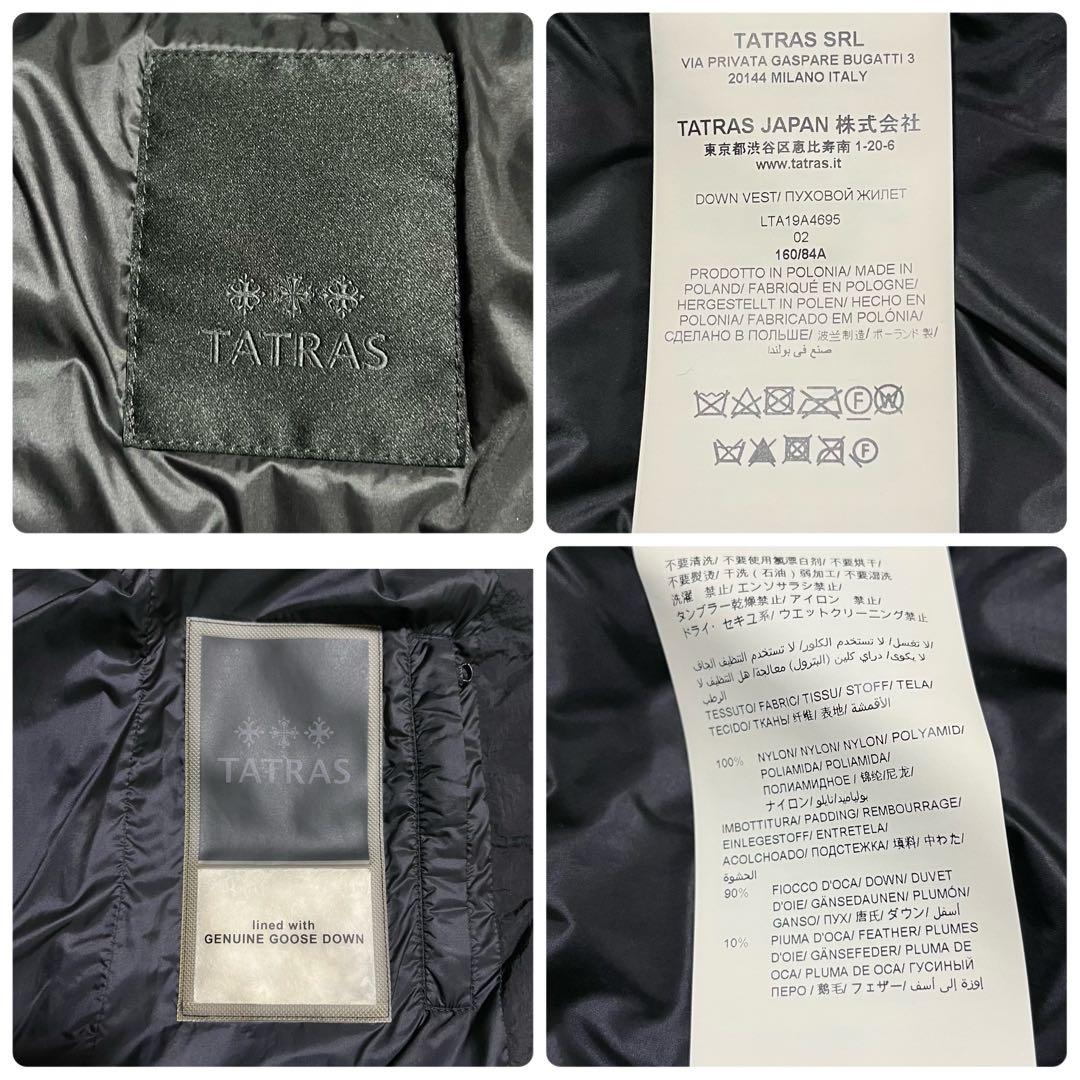 TATRAS
TATRAS SRL
VIA PRIVATA GASPARE BUGATTI 3
20144 MILANO ITALY
TATRAS JAPAN 株式会社
東京都渋谷区恵比寿南 1-20-6
www.tatras.it
DOWN VEST/ ПУХОВОЙ ЖИЛЕТ
LTA19A4695
02
160/84A
PRODOTTO IN POLONIA/ MADE IN
POLAND/ FABRIQUÉ EN POLOGNE/
HERGESTELLT IN POLEN/ HECHO EN
POLONIA/ FABRICADO EM POLÓNIA/
СДЕЛАНО В ПОЛЬШЕ/ 波兰制造/ ポーランド製/
صنع في بولندا
F W
F
TATRAS
lined with
GENUINE GOOSE DOWN
不要清洗/ 不要使用氯漂白剂/ 不要烘干/
不要熨烫/ 干洗 ( 石油 ) 弱加工/ 不要湿洗
洗濯 禁止/ エンソサラシ禁止/
タンブラー乾燥禁止/ アイロン 禁止/
ドライ・セキユ系/ ウエットクリーニング禁止
لا تغسل/ لا تستخدم الكلور/ لا تستخدم التنظيف الجاف
لا يكوى/ دراي كلين (البترول) معالجة/ هل التنظيف لا
الرطب
TESSUTO/ FABRIC/ TISSU/ STOFF/ TELA/
TECIDO/ ТКАНЬ/ 纤维/ 表地/ الأقمشة/
100% NYLON/ NYLON/ NYLON/ POLYAMID/
POLIAMIDA/ POLIAMIDA/
ПОЛИАМИДНОЕ / 锦纶/尼龙/
ナイロン/ بولياميد/نايلو
IMBOTTITURA/ PADDING/ REMBOURRAGE/
EINLEGESTOFF/ ENTRETELA/
ACOLCHOADO/ ПОДСТЕЖКА/ 填料/ 中わた/
الحشوة
90% FIOCCO D'OCA/ DOWN/ DUVET
D'OIE/ GÄNSEDAUNEN/ PLUMÓN/
GANSO/ ПУХ/ 唐氏/ ダウン/ أسفل/
10% PIUMA D'OCA/ FEATHER/ PLUMES
D'OIE/ GÄNSEFEDER/ PLUMA DE
OCA/ PLUMA DE OCA/ ГУСИНЫЙ
ПЕРО / 鹅毛/ フェザー/ اوزة إلى أسف/